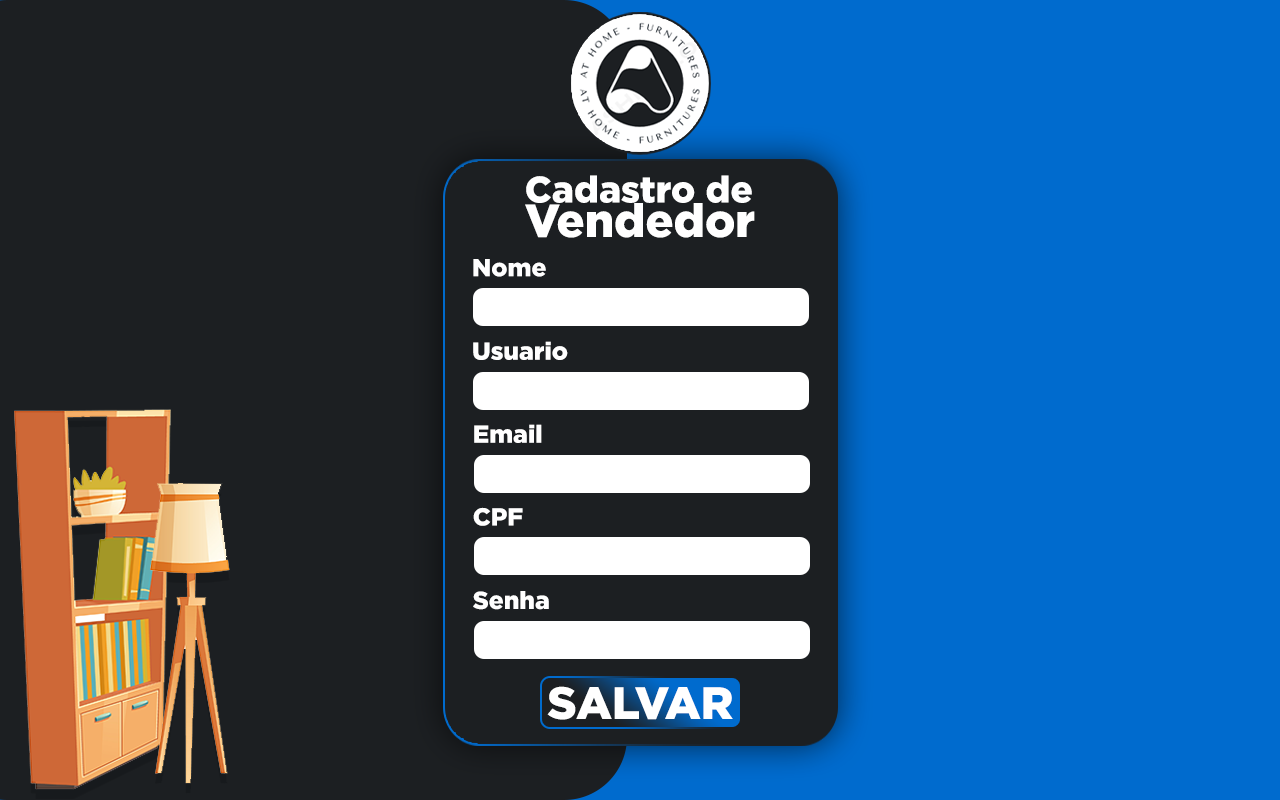 AT HOME - FURNITURES
AT HOME - FURNITURES
Cadastro de
Vendedor
Nome
Usuario
Email
CPF
Senha
SALVAR